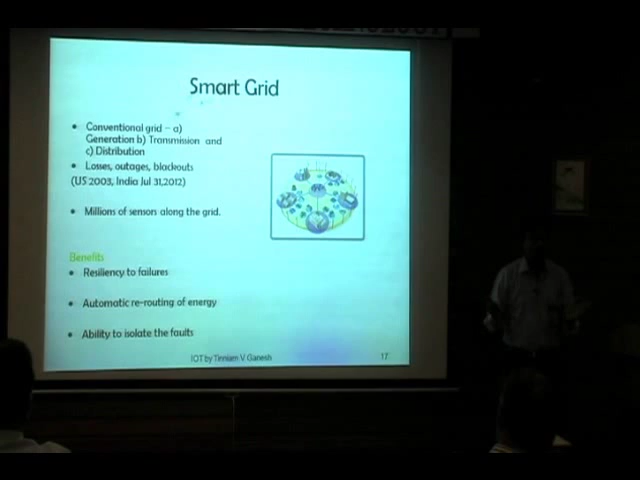 Smart Grid
• Conventional grid – a)
Generation b) Transmission and
c) Distribution
• Losses, outages, blackouts
(US 2003, India Jul 31,2012)
• Millions of sensors along the grid.
Benefits
• Resiliency to failures
• Automatic re-routing of energy
• Ability to isolate the faults
IOT by Tinniam V Ganesh
17